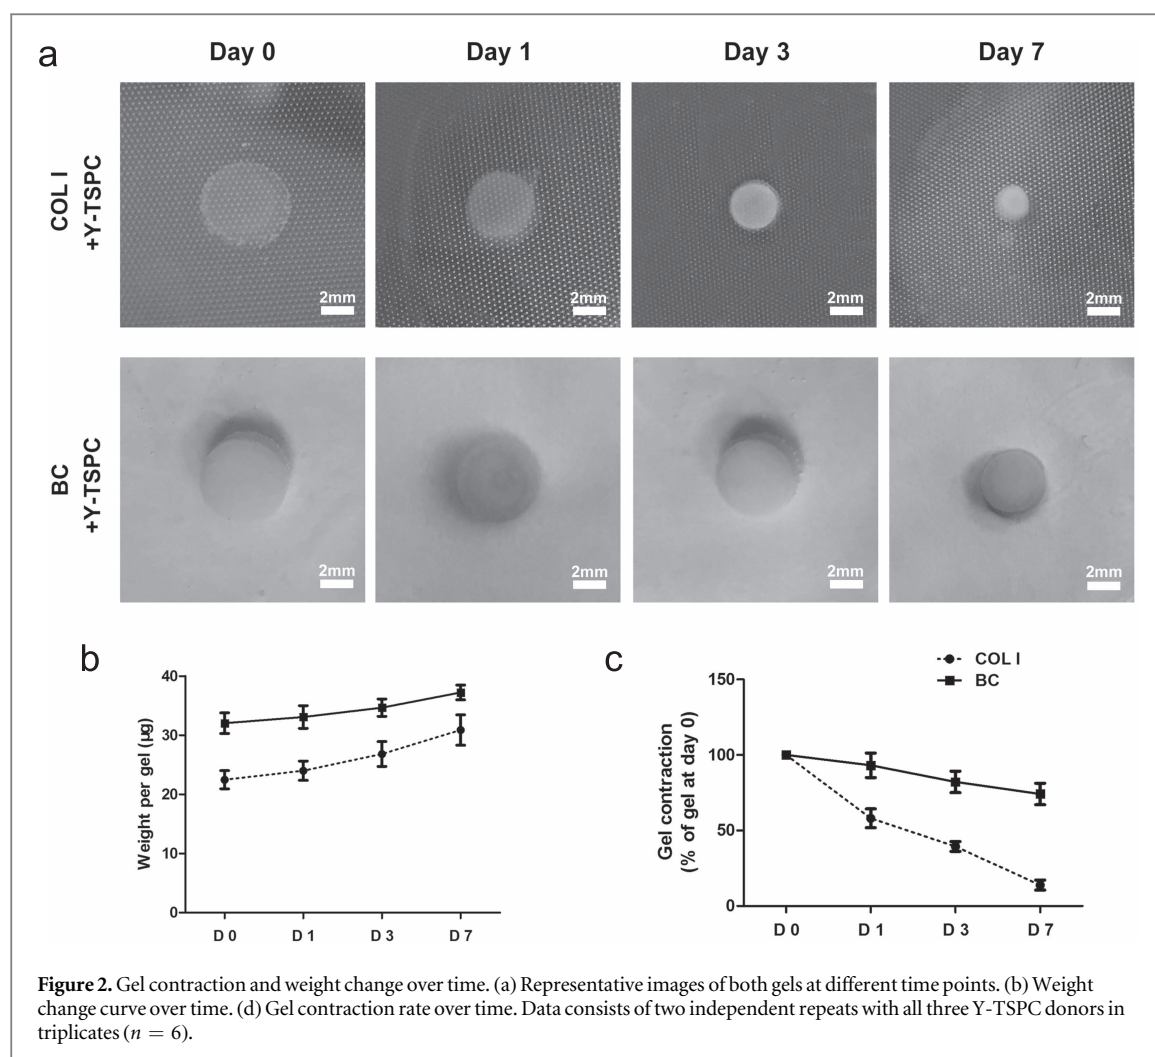 a
Day 0
Day 1
Day 3
Day 7
COL I
+Y-TSPC
2mm
2mm
2mm
2mm
BC
+Y-TSPC
2mm
2mm
2mm
2mm
b
Weight per gel (µg)
40
30
20
10
0
D 0
D 1
D 3
D 7
c
COL I
BC
Gel contraction
(% of gel at day 0)
150
100
50
0
D 0
D 1
D 3
D 7
Figure 2. Gel contraction and weight change over time. (a) Representative images of both gels at different time points. (b) Weight
change curve over time. (d) Gel contraction rate over time. Data consists of two independent repeats with all three Y-TSPC donors in
triplicates (n = 6).